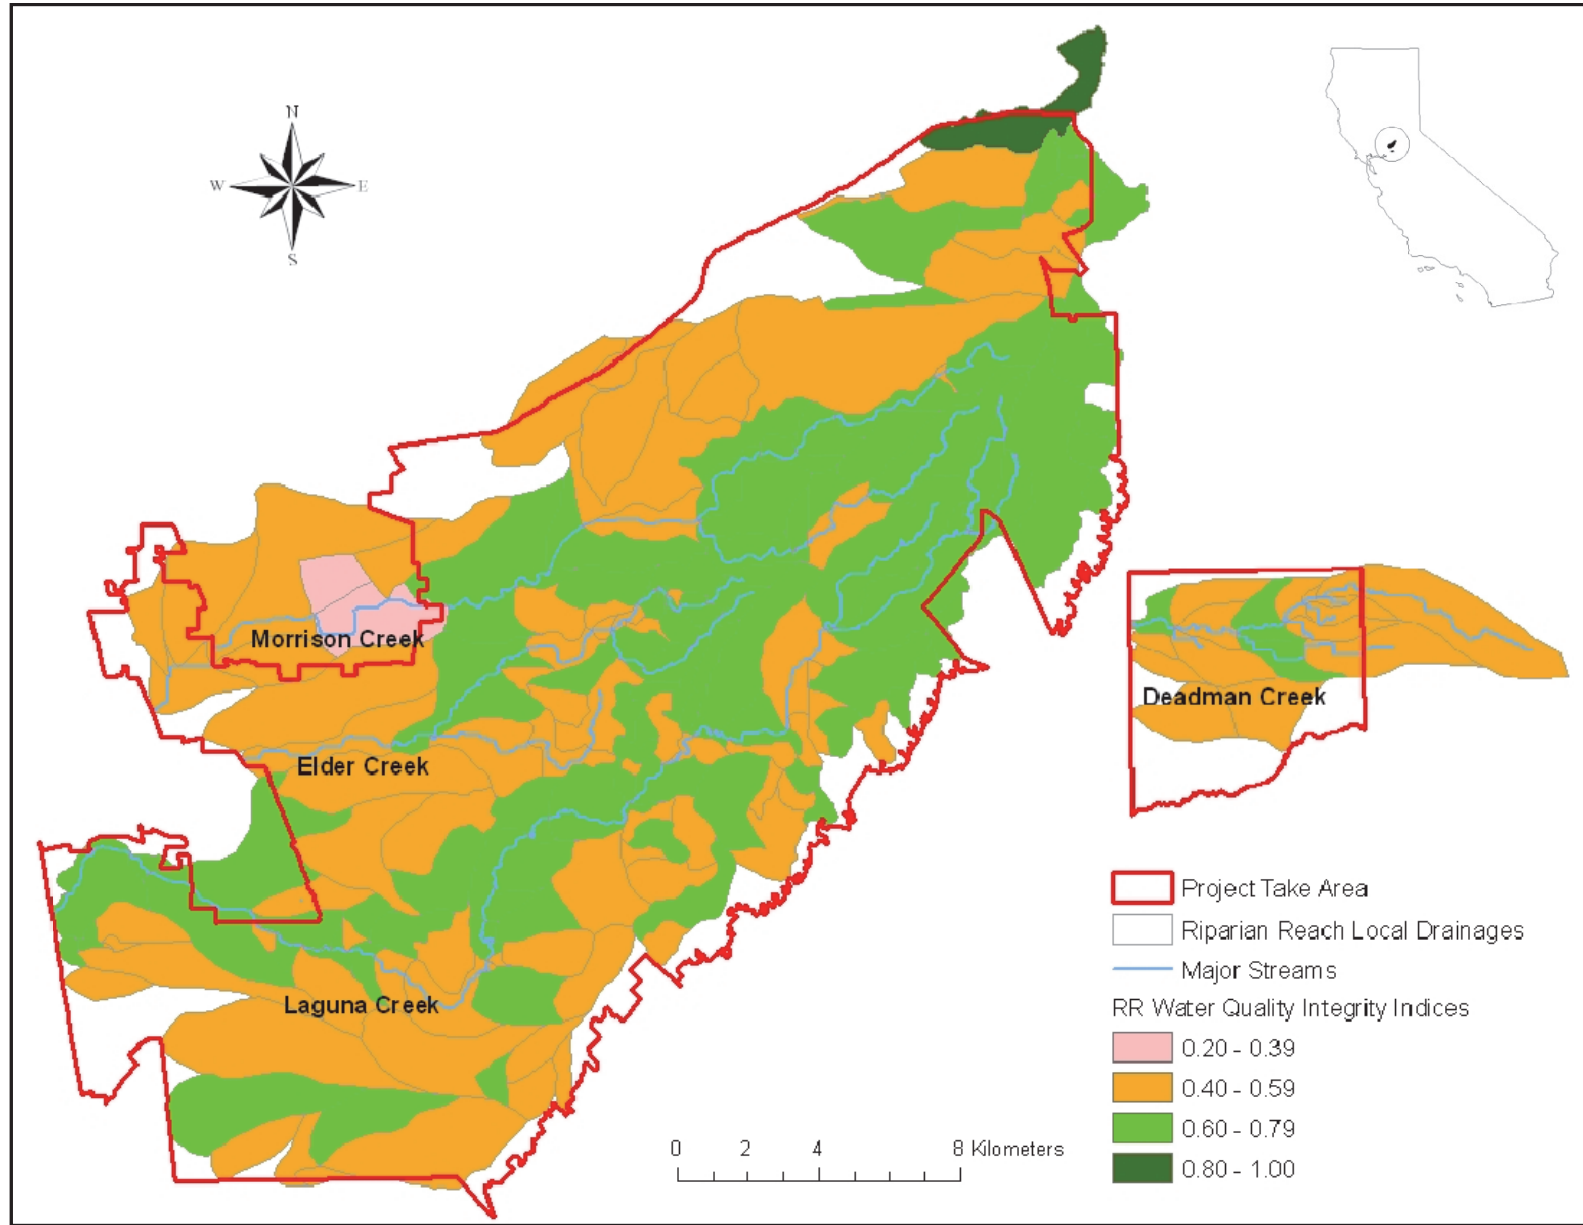 N
W
E
S
Morrison Creek
Elder Creek
Deadman Creek
Laguna Creek
Project Take Area
Riparian Reach Local Drainages
Major Streams
RR Water Quality Integrity Indices
0.20 - 0.39
0.40 - 0.59
0.60 - 0.79
0.80 - 1.00
0 2 4 8 Kilometers